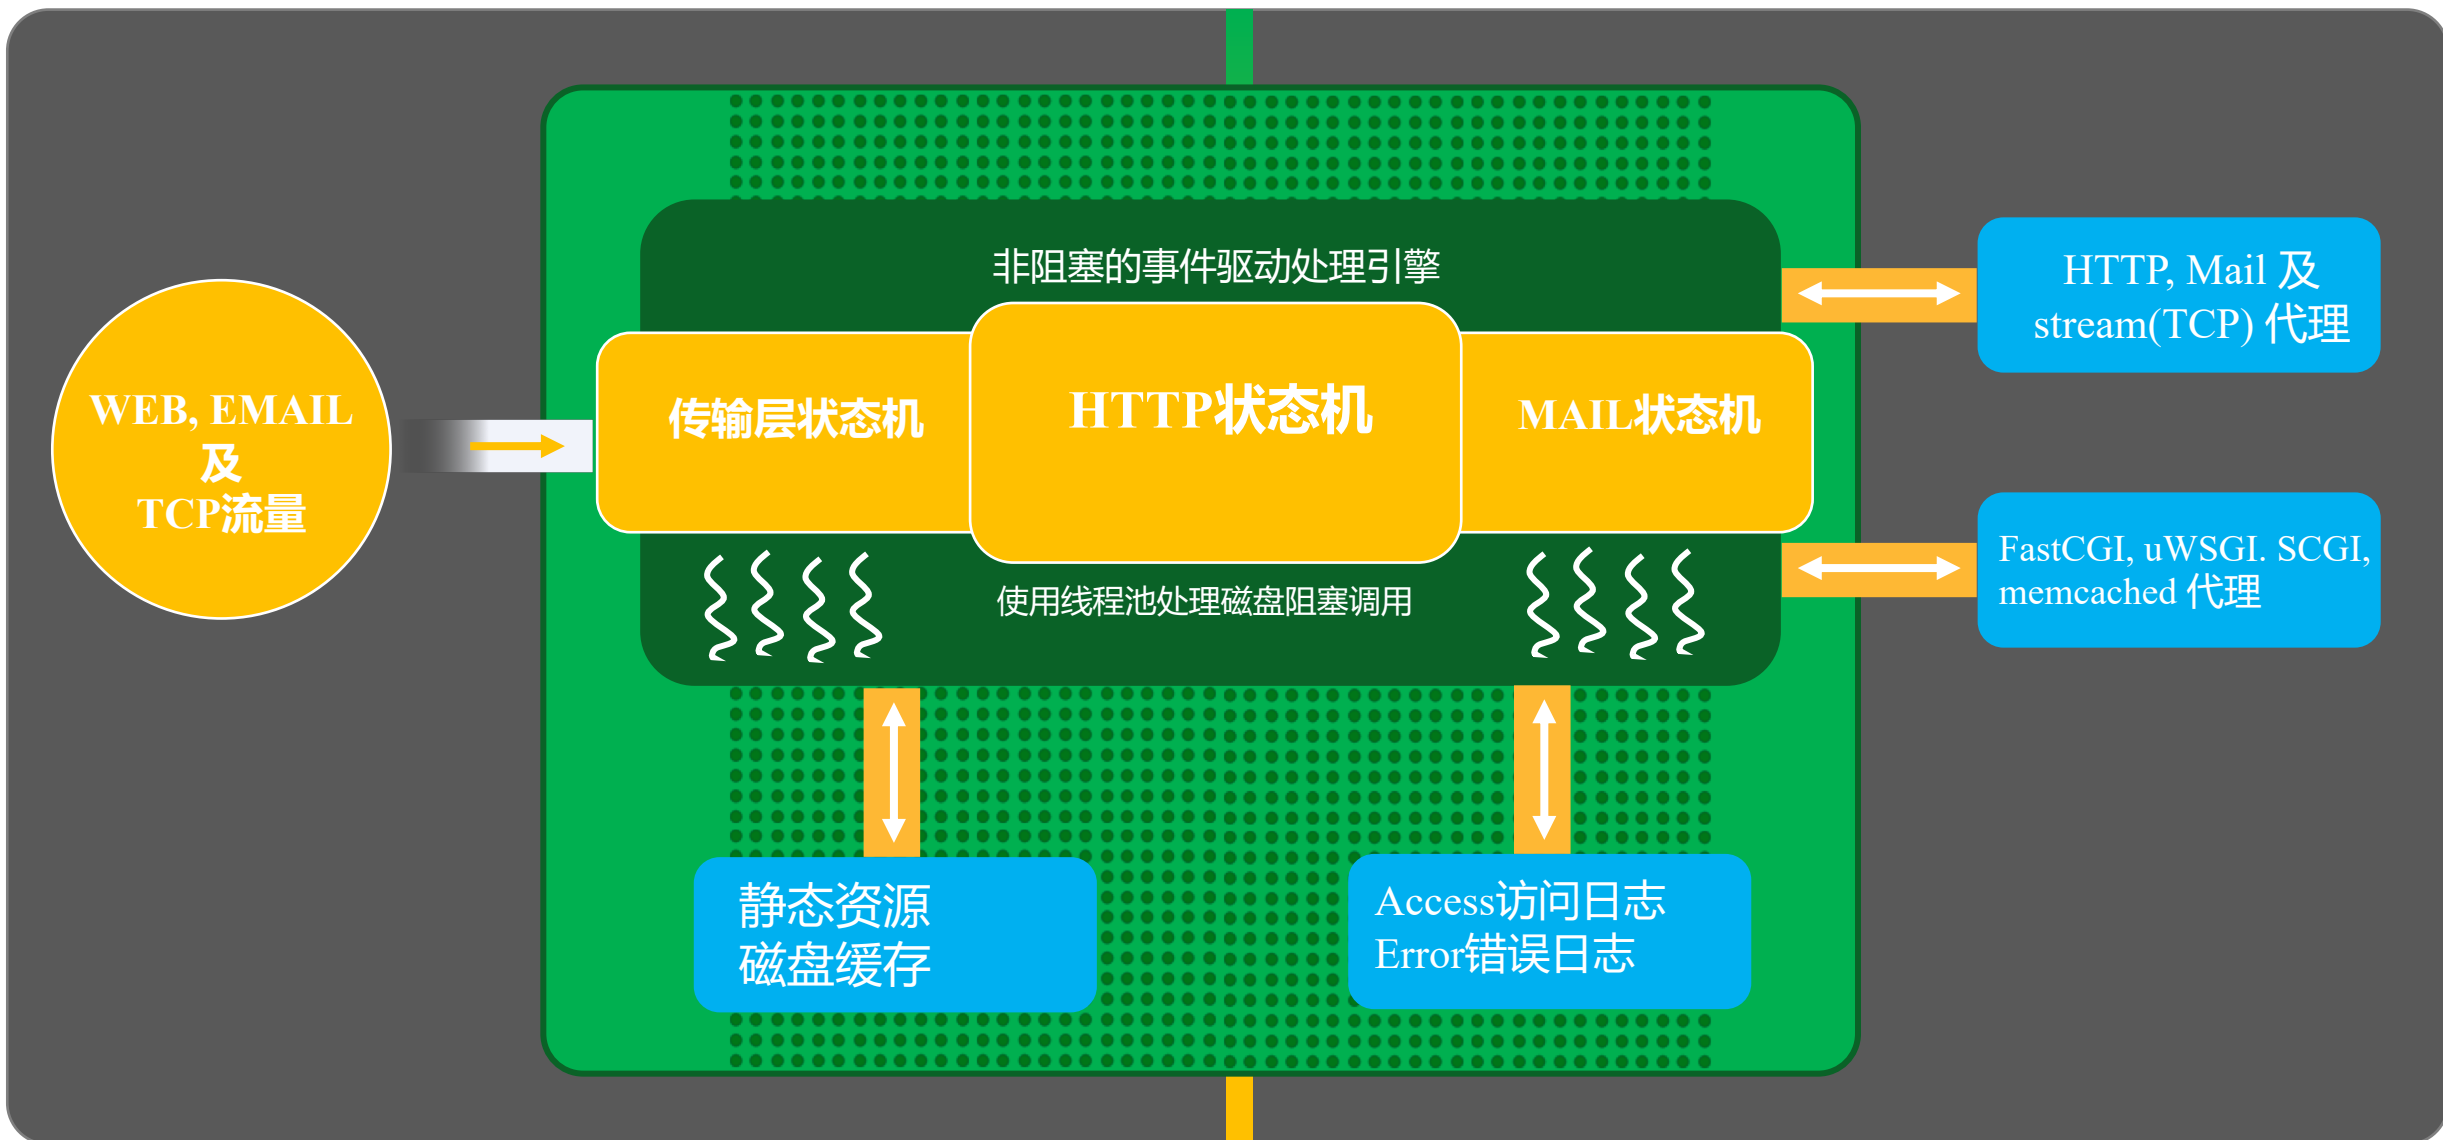 非阻塞的事件驱动处理引擎
WEB, EMAIL
及
TCP流量
传输层状态机
HTTP状态机
MAIL状态机
使用线程池处理磁盘阻塞调用
HTTP, Mail 及
stream(TCP) 代理
FastCGI, uWSGI. SCGI,
memcached 代理
静态资源
磁盘缓存
Access访问日志
Error错误日志